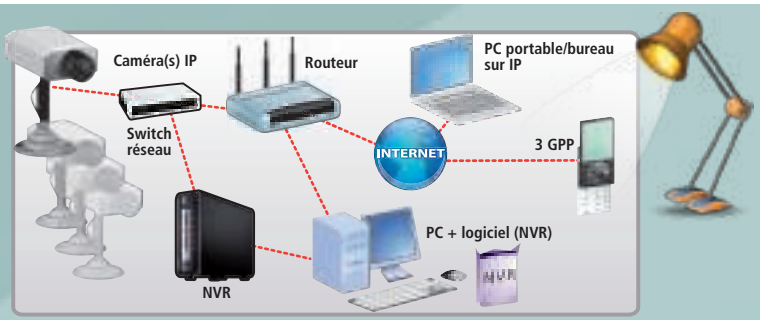 Caméra(s) IP
Routeur
PC portable/bureau
sur IP
Switch
réseau
INTERNET
3 GPP
PC + logiciel (NVR)
NVR
NVR